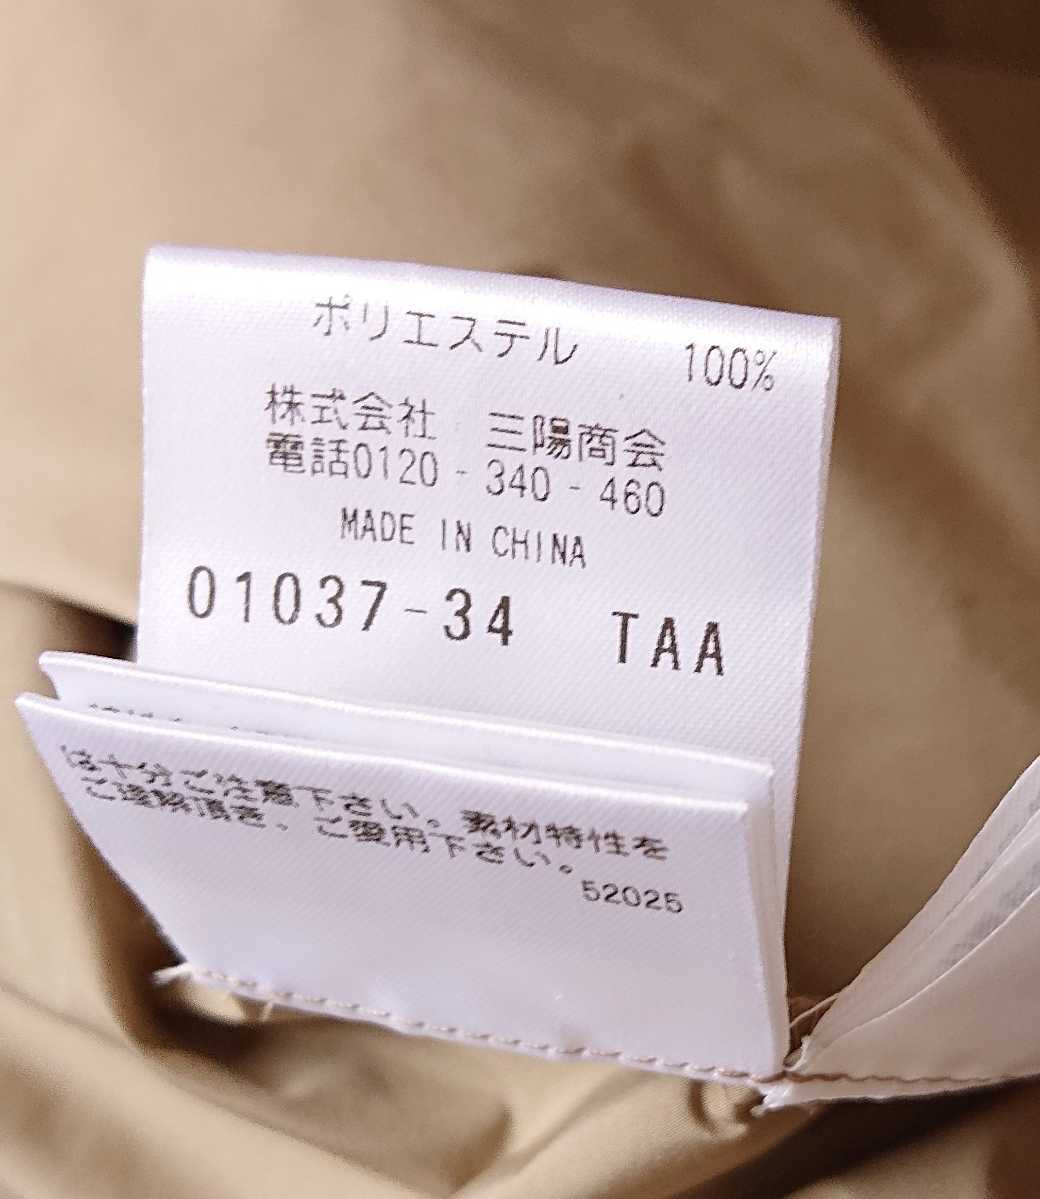 ポリエステル 100%
株式会社 三陽商会
電話0120-340-460
MADE IN CHINA
01037-34 TAA
は十分ご注意下さい。素材特性を
ご理解頂き、ご愛用下さい。
52025